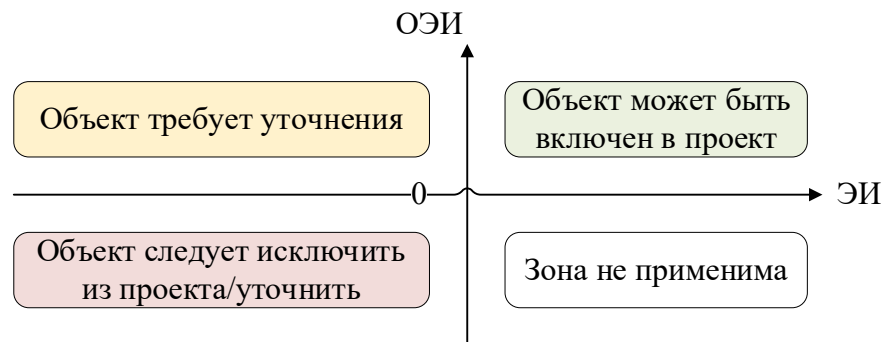 ОЭИ
Объект требует уточнения
Объект может быть
включен в проект
0
ЭИ
Объект следует исключить
из проекта/уточнить
Зона не применима